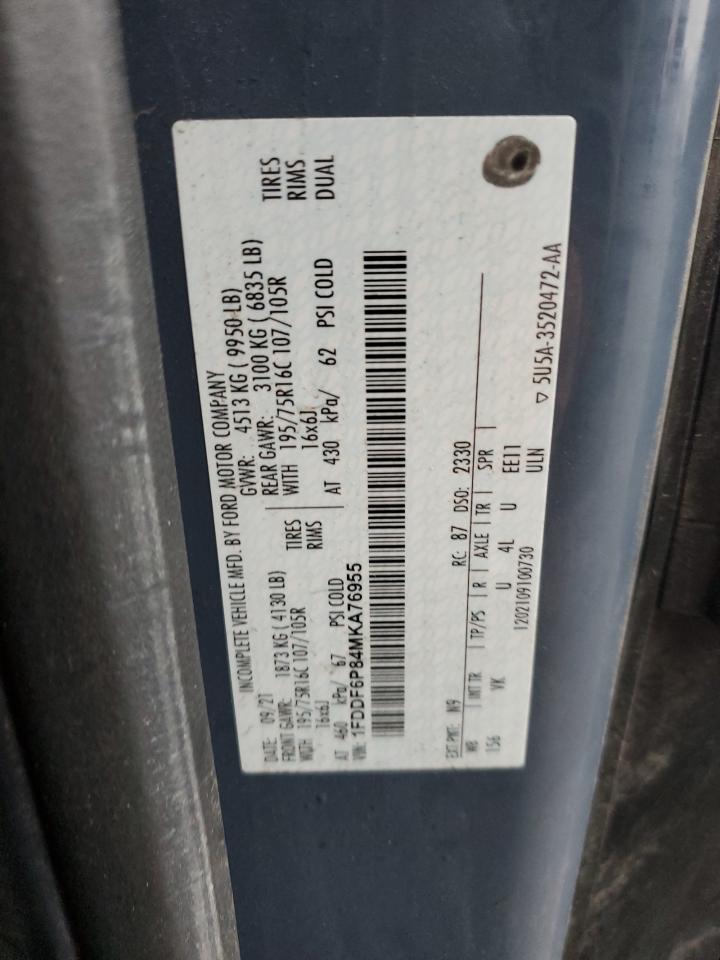 INCOMPLETE VEHICLE MFD. BY FORD MOTOR COMPANY
DATE: 09/21 GVWR: 4513 KG ( 9950 LB)
FRONT GAWR: 1873 KG ( 4130 LB) REAR GAWR: 3100 KG ( 6835 LB)
WITH 195/75R16C 107/105R TIRES WITH 195/75R16C 107/105R TIRES
16x6J RIMS 16x6J RIMS
AT 460 kPa/ 67 PSI COLD AT 430 kPa/ 62 PSI COLD DUAL
VIN: 1FDDF6P84MKA76955
EXT PNT: N9 RC: 87 DSO: 2330
WB | INT TR | TP/PS | R | AXLE | TR | SPR |
156 VK U 4L U EE11
1202109100730 ULN
▽ 5U5A-3520472-AA